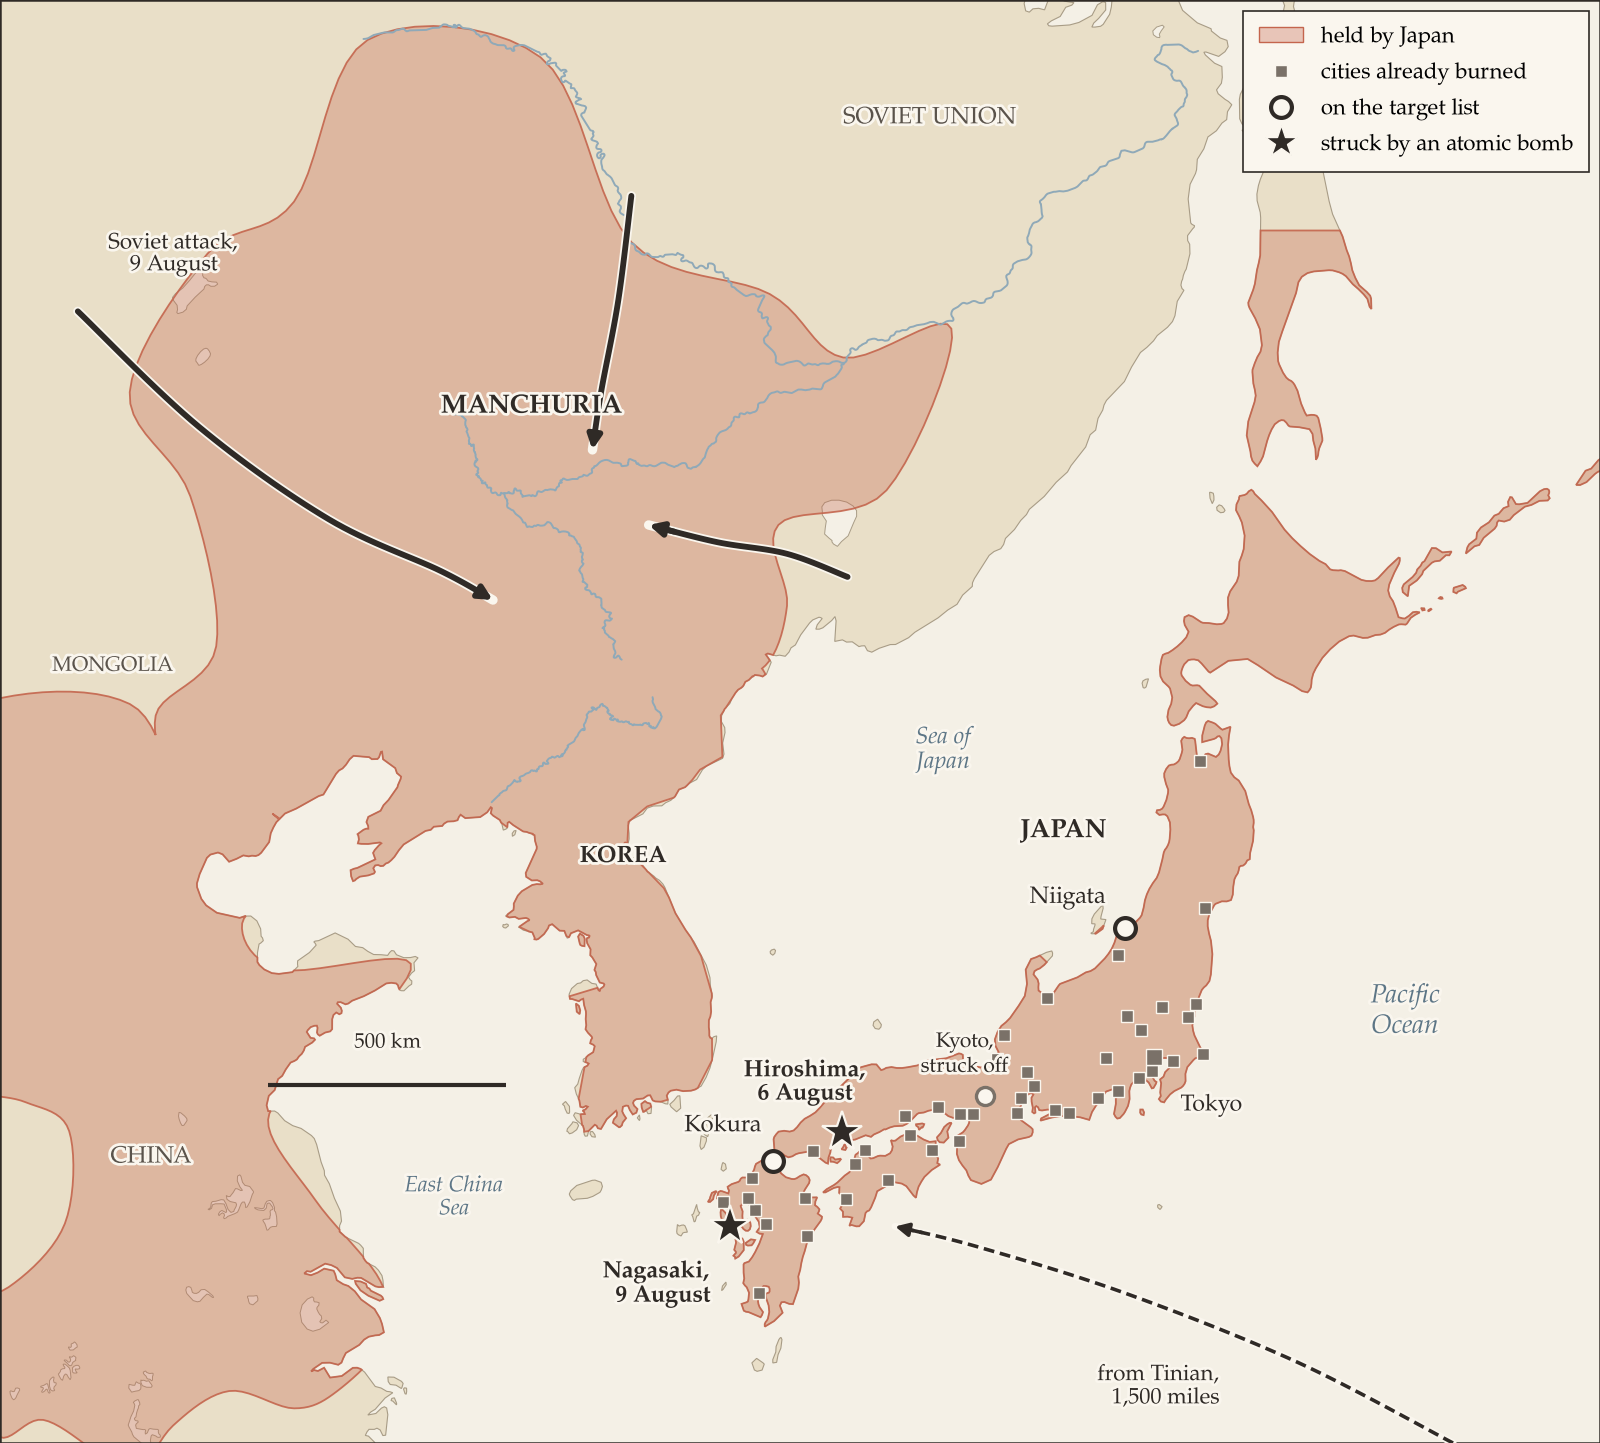 held by Japan
cities already burned
on the target list
struck by an atomic bomb
SOVIET UNION
Soviet attack,
9 August
MANCHURIA
MONGOLIA
Sea of
Japan
JAPAN
KOREA
Niigata
Pacific
Ocean
500 km
Kyoto,
struck off
Hiroshima,
6 August
Tokyo
Kokura
CHINA
East China
Sea
Nagasaki,
9 August
from Tinian,
1,500 miles